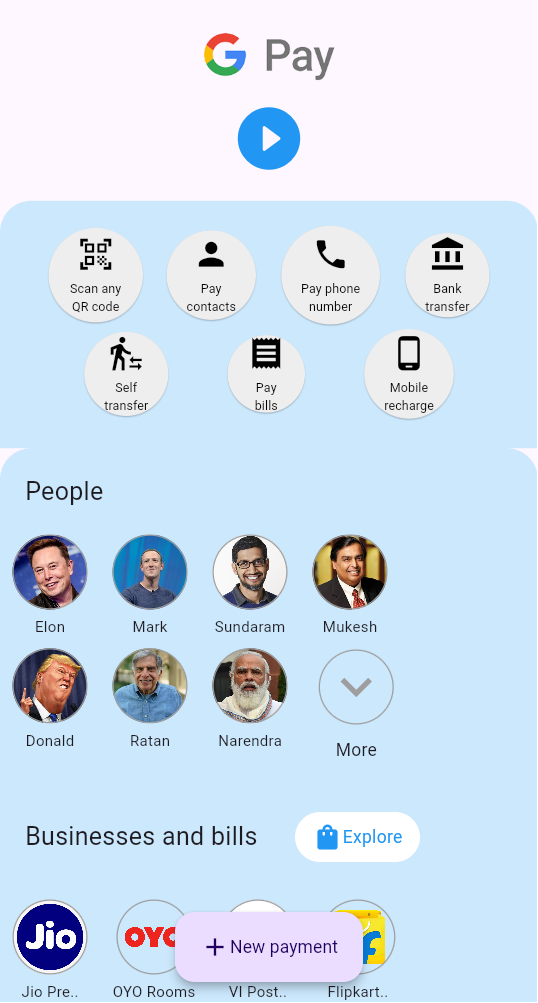 G Pay
Scan any
QR code
Pay
contacts
Pay phone
number
Bank
transfer
Self
transfer
Pay
bills
Mobile
recharge
People
Elon
Mark
Sundaram
Mukesh
Donald
Ratan
Narendra
More
Businesses and bills
Explore
Jio
OYO
f
+ New payment
Jio Pre..
OYO Rooms
VI Post..
Flipkart..